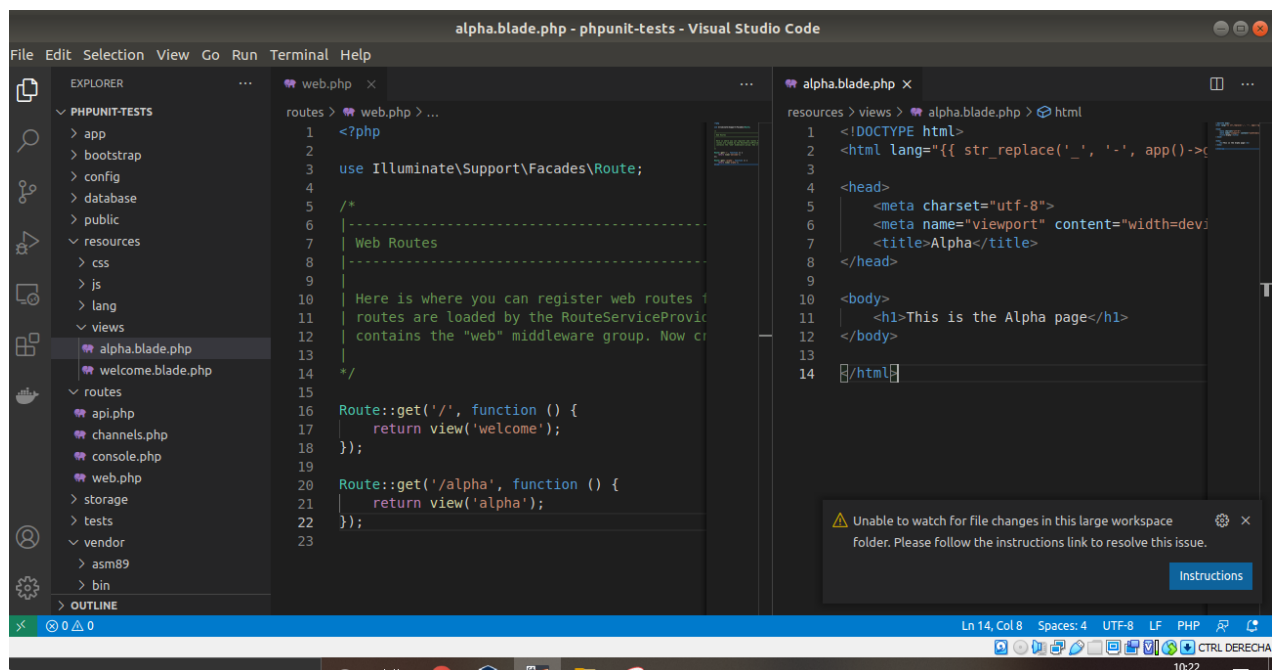 alpha.blade.php - phpunit-tests - Visual Studio Code
File Edit Selection View Go Run Terminal Help
EXPLORER ...
PHPUNIT-TESTS
> app
> bootstrap
> config
> database
> public
resources
> css
> js
> lang
views
alpha.blade.php
welcome.blade.php
routes
api.php
channels.php
console.php
web.php
> storage
> tests
vendor
> asm89
> bin
> OUTLINE
web.php × ...
routes > web.php > ...
1 <?php
2
3 use Illuminate\Support\Facades\Route;
4
5 /*
6 |-------------------------------------------
7 | Web Routes
8 |-------------------------------------------
9 |
10 | Here is where you can register web routes
11 | routes are loaded by the RouteServiceProvid
12 | contains the "web" middleware group. Now cr
13 |
14 */
15
16 Route::get('/', function () {
17 return view('welcome');
18 });
19
20 Route::get('/alpha', function () {
21 return view('alpha');
22 });
23
alpha.blade.php × ...
resources > views > alpha.blade.php > html
1 <!DOCTYPE html>
2 <html lang="{{ str_replace('_', '-', app()->g
3
4 <head>
5 <meta charset="utf-8">
6 <meta name="viewport" content="width=devi
7 <title>Alpha</title>
8 </head>
9
10 <body>
11 <h1>This is the Alpha page</h1>
12 </body>
13
14 </html>
Unable to watch for file changes in this large workspace
folder. Please follow the instructions link to resolve this issue.
Instructions
0 0 Ln 14, Col 8 Spaces: 4 UTF-8 LF PHP
CTRL DERECHA
10:22